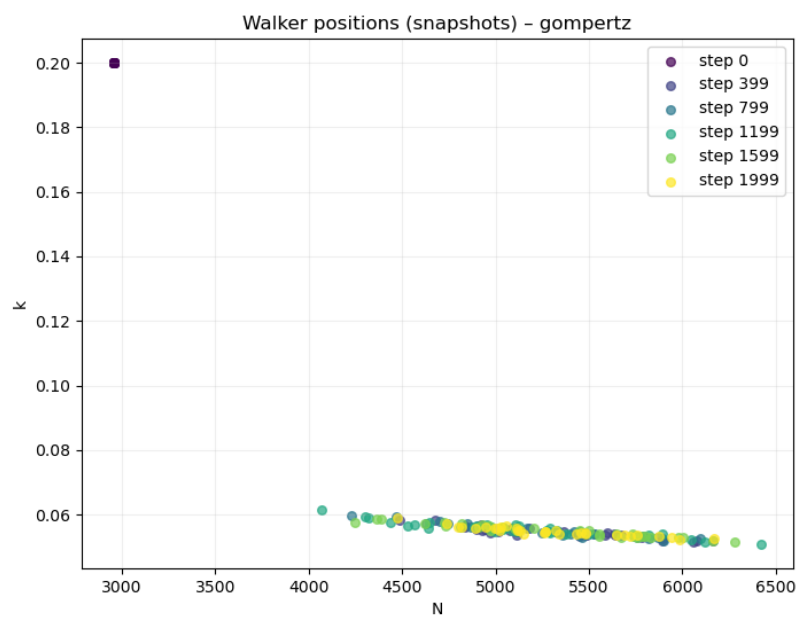 Walker positions (snapshots) – gompertz
step 0
step 399
step 799
step 1199
step 1599
step 1999
0.20
0.18
0.16
0.14
0.12
0.10
0.08
0.06
k
3000 3500 4000 4500 5000 5500 6000 6500
N